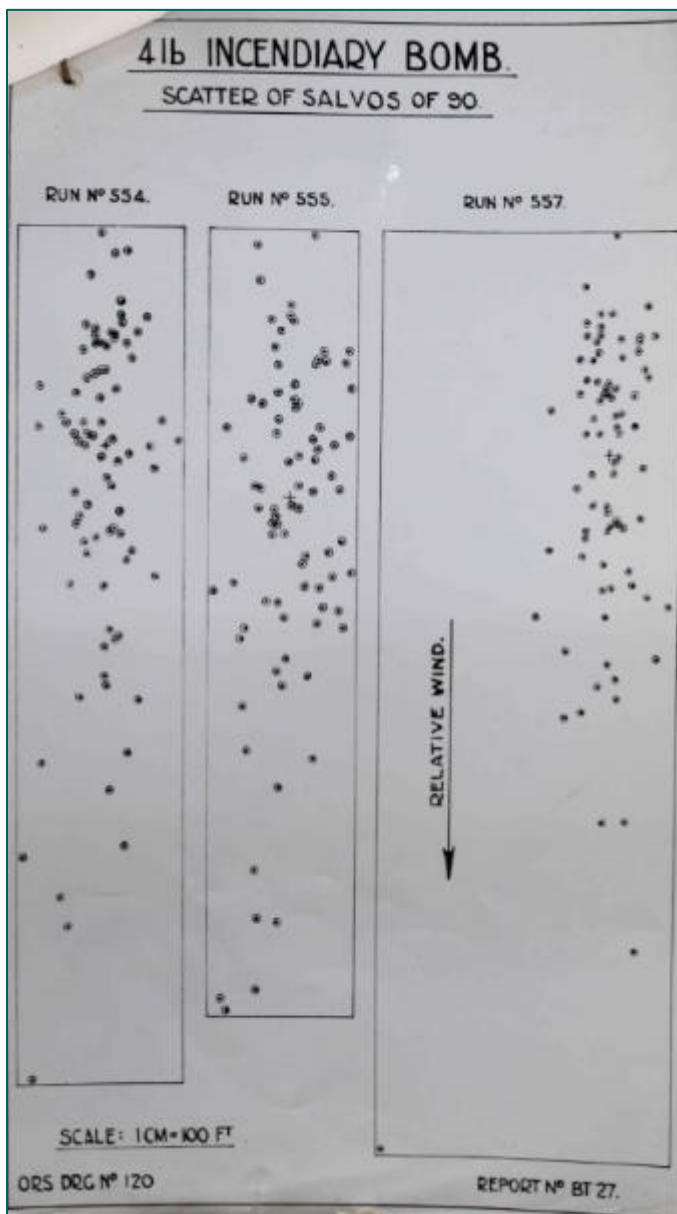 4lb INCENDIARY BOMB.
SCATTER OF SALVOS OF 90.
RUN Nº 554.
RUN Nº 555.
RUN Nº 557.
RELATIVE WIND.
SCALE: 1CM=100 FT
ORS DRG Nº 120
REPORT Nº BT 27.